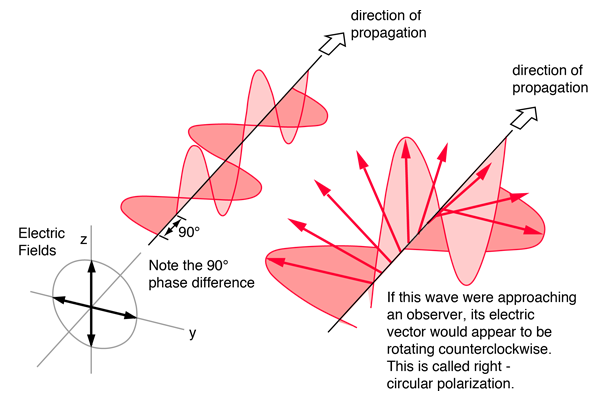 direction of
propagation
direction of
propagation
90°
Electric
Fields
z
Note the 90°
phase difference
y
If this wave were approaching
an observer, its electric
vector would appear to be
rotating counterclockwise.
This is called right -
circular polarization.